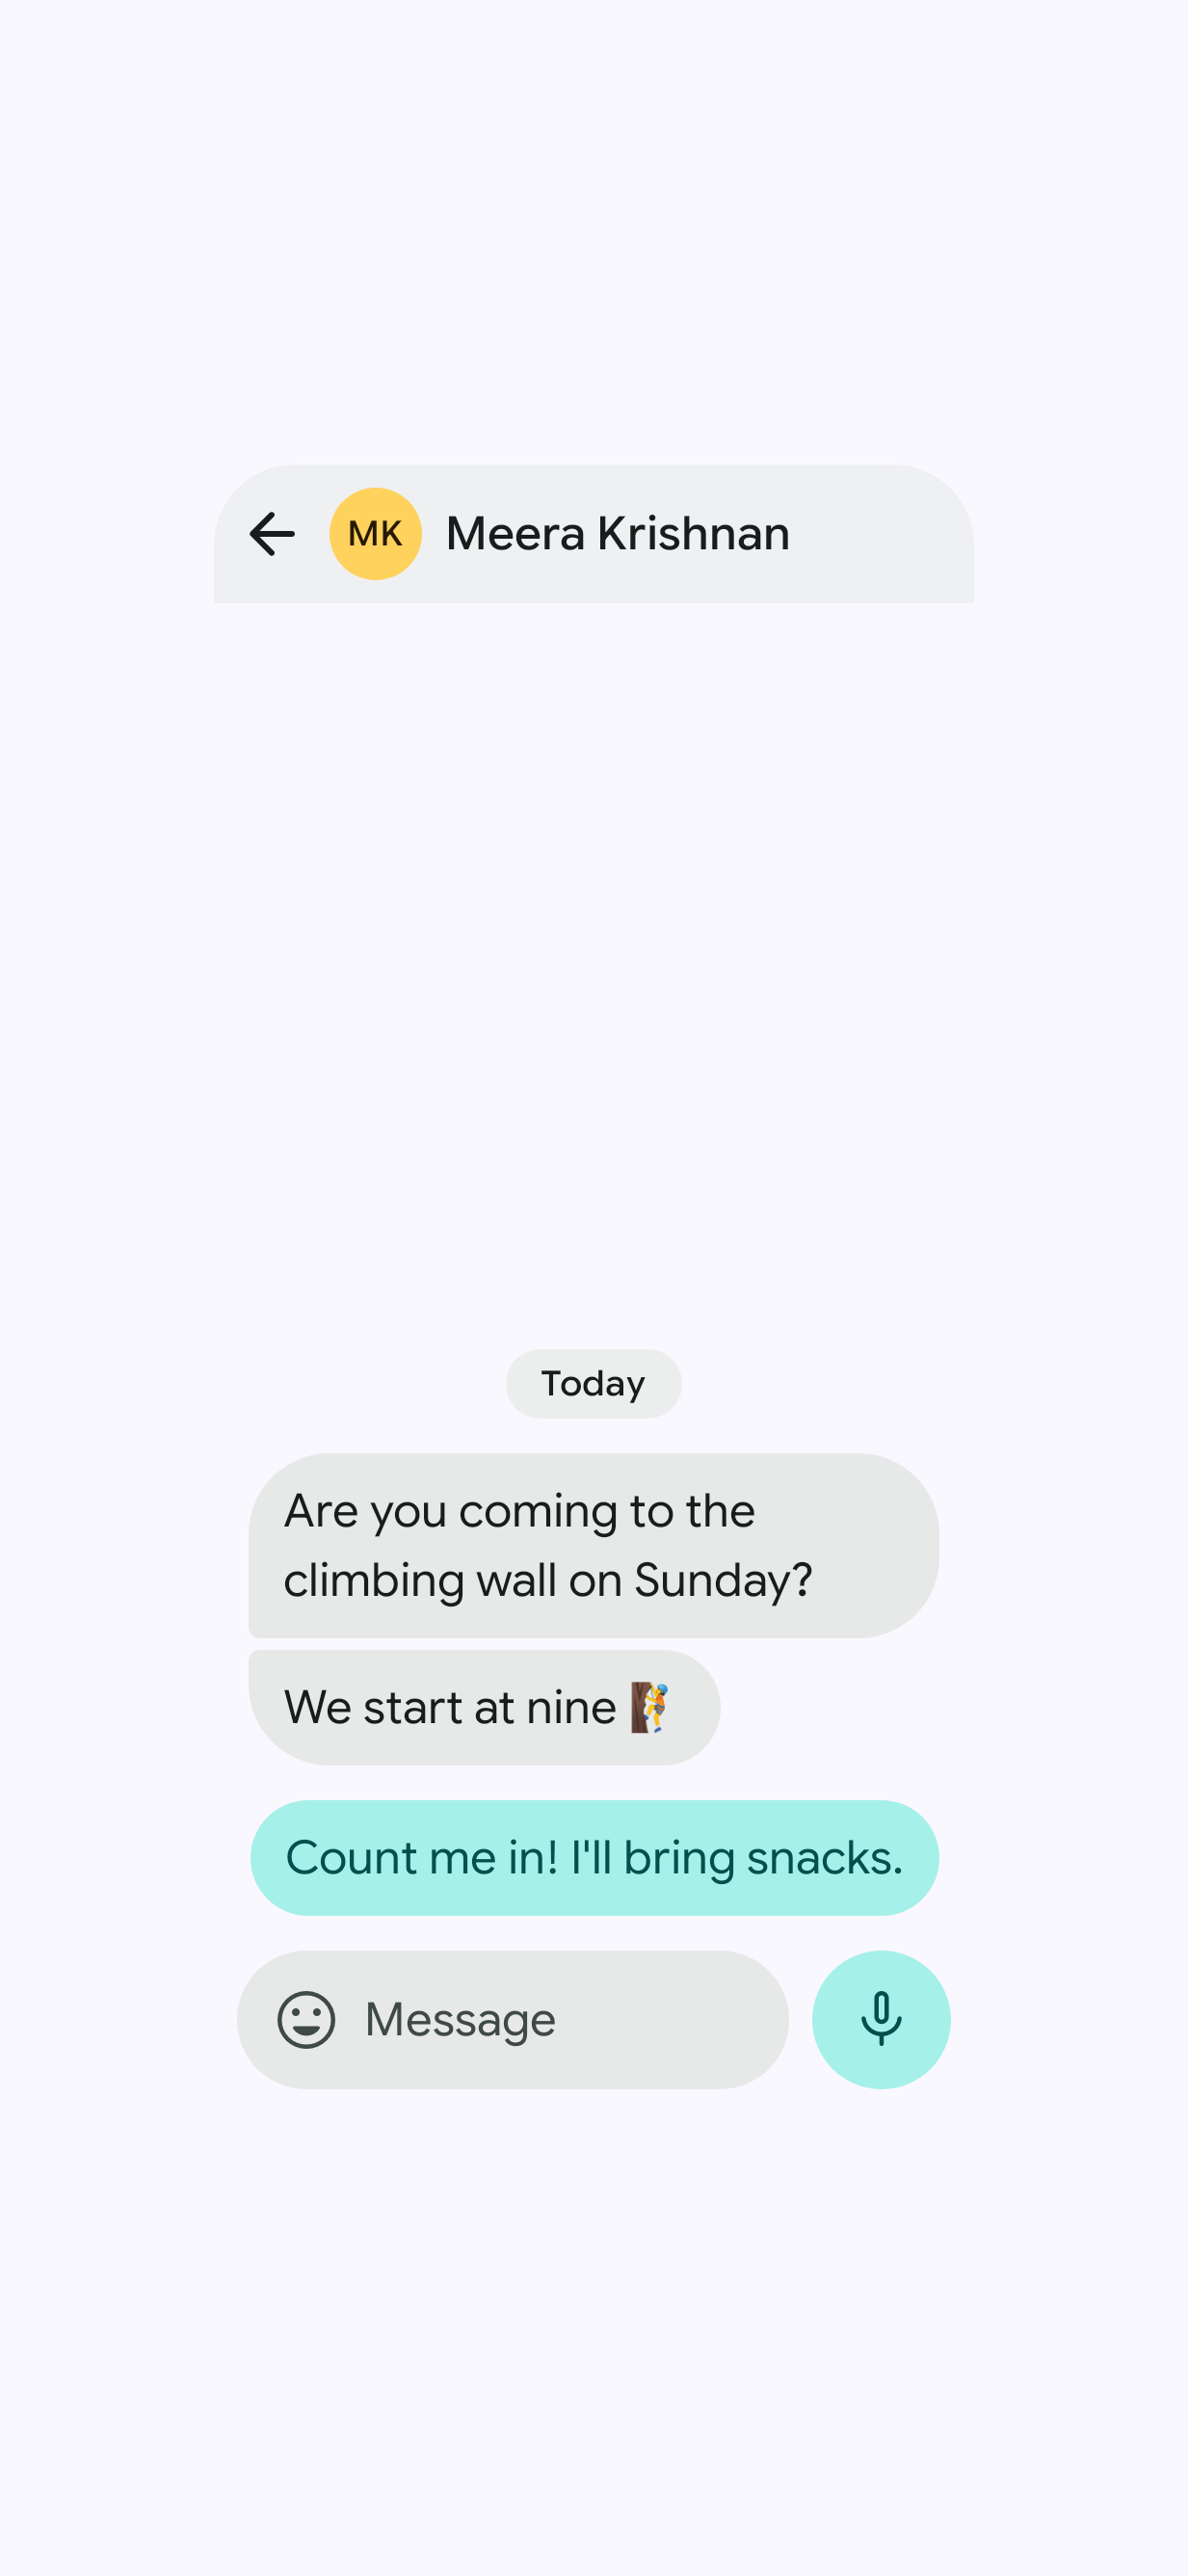 MK Meera Krishnan
Today
Are you coming to the
climbing wall on Sunday?
We start at nine 🧗
Count me in! I'll bring snacks.
Message